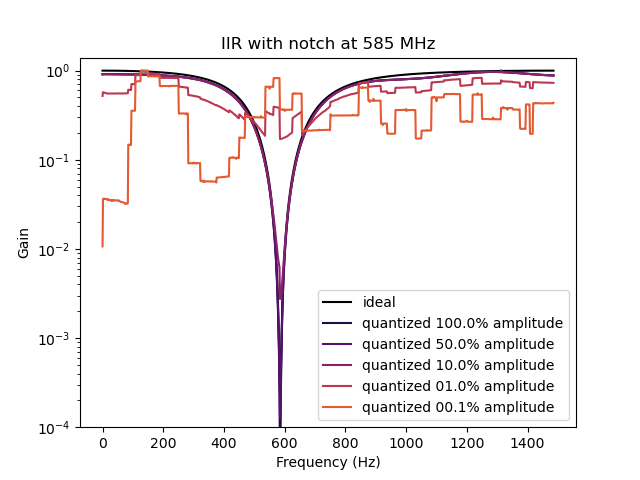 IIR with notch at 585 MHz
10^0
10^-1
10^-2
10^-3
10^-4
Gain
0 200 400 600 800 1000 1200 1400
Frequency (Hz)
ideal
quantized 100.0% amplitude
quantized 50.0% amplitude
quantized 10.0% amplitude
quantized 01.0% amplitude
quantized 00.1% amplitude